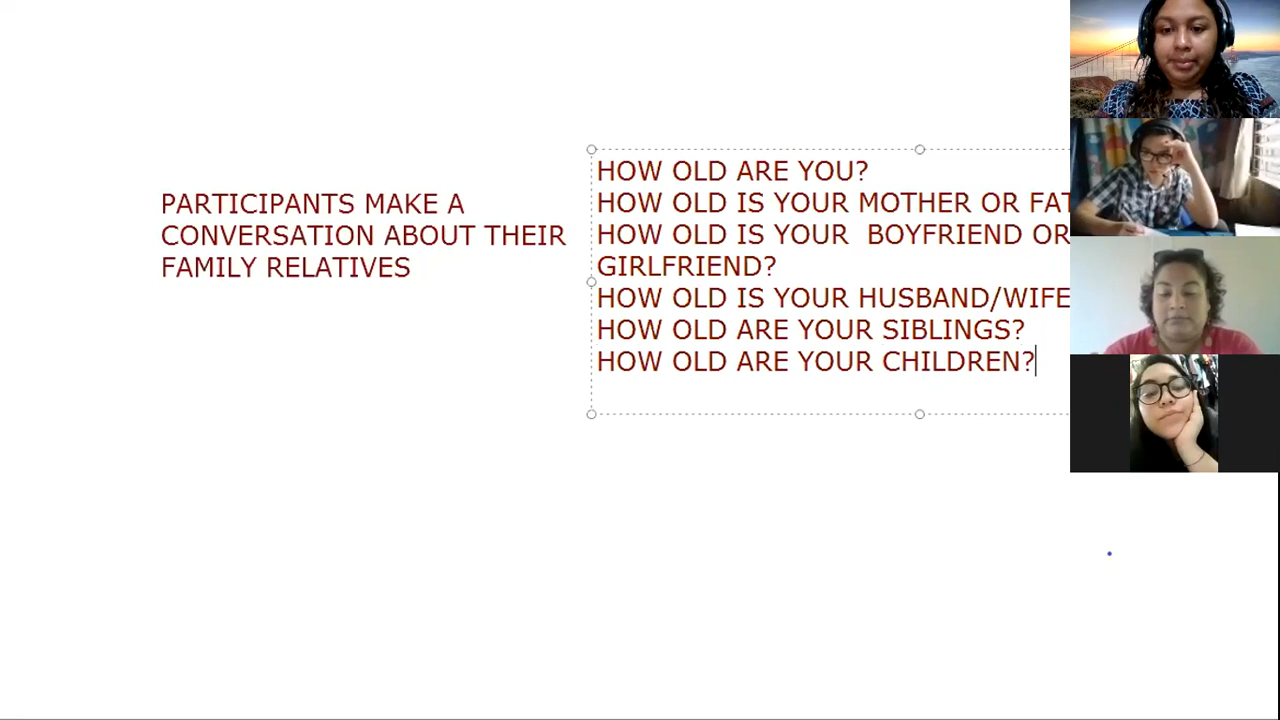 PARTICIPANTS MAKE A
CONVERSATION ABOUT THEIR
FAMILY RELATIVES
HOW OLD ARE YOU?
HOW OLD IS YOUR MOTHER OR
HOW OLD IS YOUR  BOYFRIEND OR
GIRLFRIEND?
HOW OLD IS YOUR HUSBAND/WIFE
HOW OLD ARE YOUR SIBLINGS?
HOW OLD ARE YOUR CHILDREN?